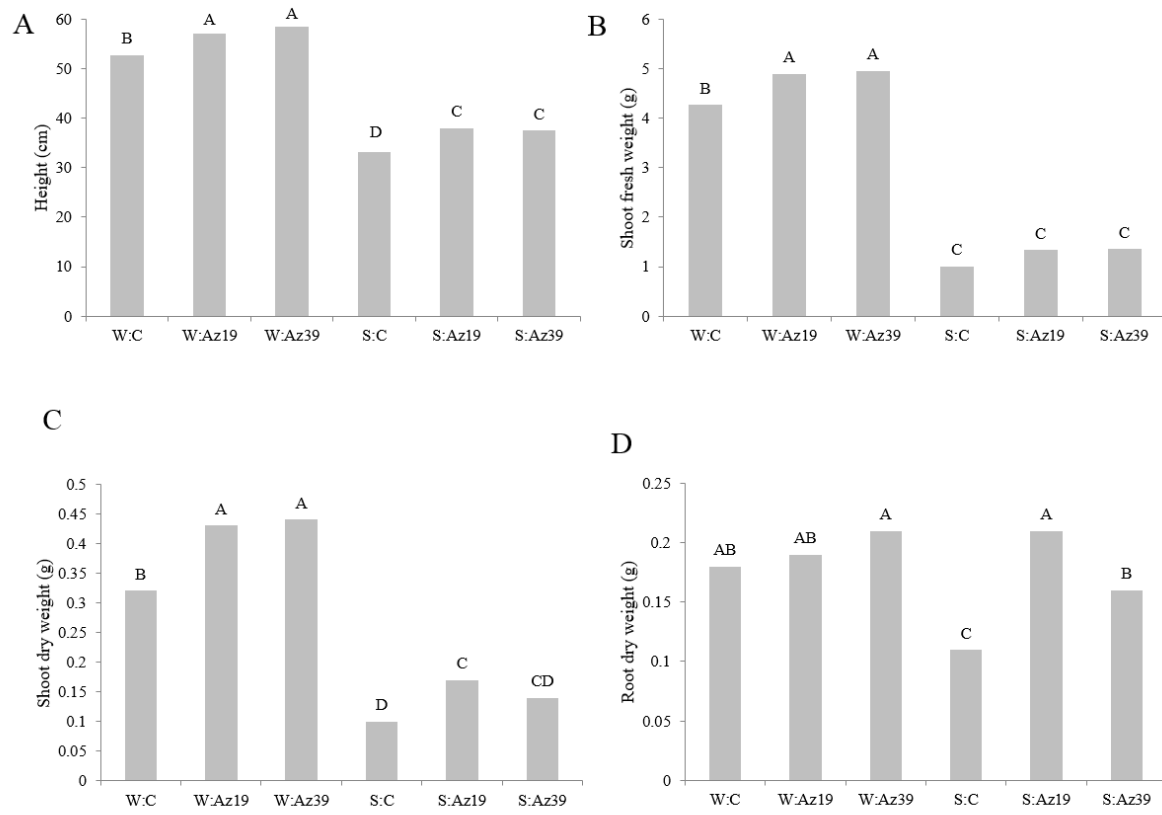 A
Height (cm)
60
50
40
30
20
10
0
B
A
A
D
C
C
W:C W:Az19 W:Az39 S:C S:Az19 S:Az39
B
Shoot fresh weight (g)
6
5
4
3
2
1
0
B
A
A
C
C
C
W:C W:Az19 W:Az39 S:C S:Az19 S:Az39
C
Shoot dry weight (g)
0.5
0.45
0.4
0.35
0.3
0.25
0.2
0.15
0.1
0.05
0
B
A
A
D
C
CD
W:C W:Az19 W:Az39 S:C S:Az19 S:Az39
D
Root dry weight (g)
0.25
0.2
0.15
0.1
0.05
0
AB
AB
A
C
A
B
W:C W:Az19 W:Az39 S:C S:Az19 S:Az39